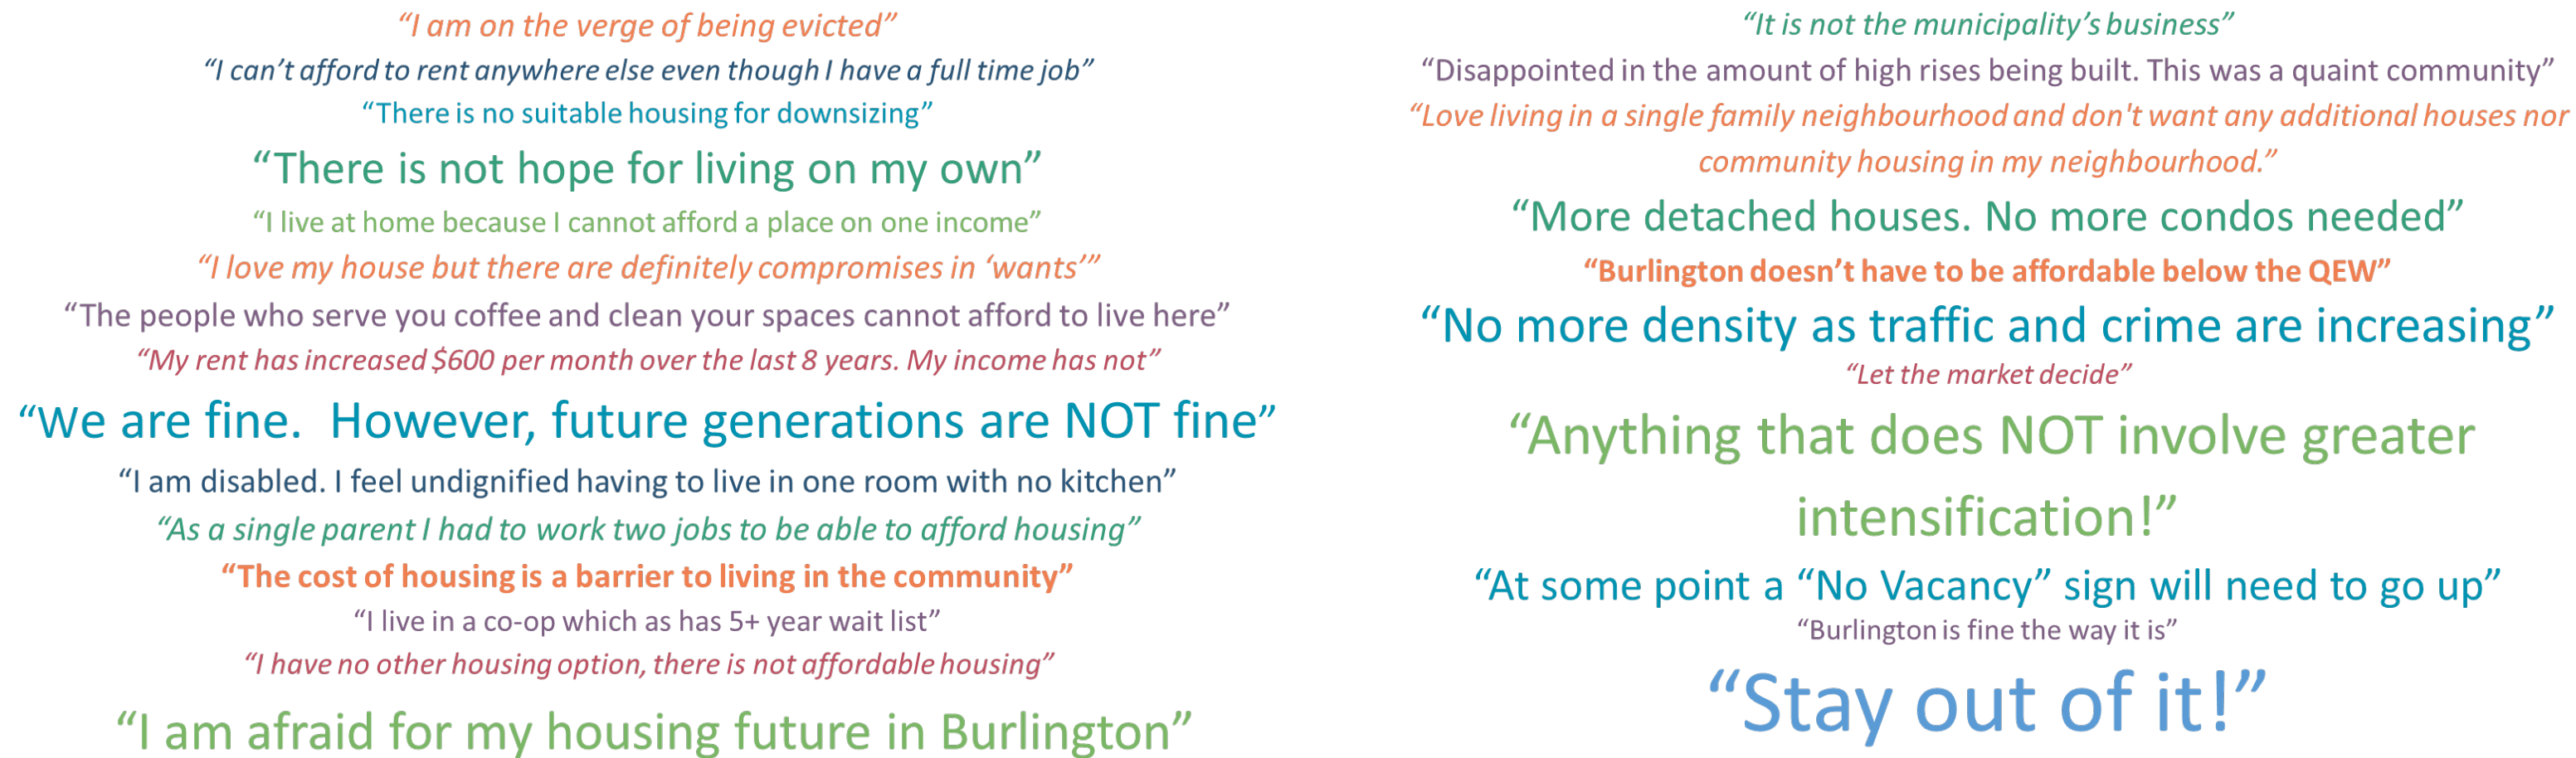 “I am on the verge of being evicted”
“I can’t afford to rent anywhere else even though I have a full time job”
“There is no suitable housing for downsizing”
“There is not hope for living on my own”
“I live at home because I cannot afford a place on one income”
“I love my house but there are definitely compromises in ‘wants’”
“The people who serve you coffee and clean your spaces cannot afford to live here”
“My rent has increased $600 per month over the last 8 years. My income has not”
“We are fine.  However, future generations are NOT fine”
“I am disabled. I feel undignified having to live in one room with no kitchen”
“As a single parent I had to work two jobs to be able to afford housing”
“The cost of housing is a barrier to living in the community”
“I live in a co-op which as has 5+ year wait list”
“I have no other housing option, there is not affordable housing”
“I am afraid for my housing future in Burlington”
“It is not the municipality’s business”
“Disappointed in the amount of high rises being built. This was a quaint community”
“Love living in a single family neighbourhood and don't want any additional houses nor
community housing in my neighbourhood.”
“More detached houses. No more condos needed”
“Burlington doesn’t have to be affordable below the QEW”
“No more density as traffic and crime are increasing”
“Let the market decide”
“Anything that does NOT involve greater
intensification!”
“At some point a “No Vacancy” sign will need to go up”
“Burlington is fine the way it is”
“Stay out of it!”